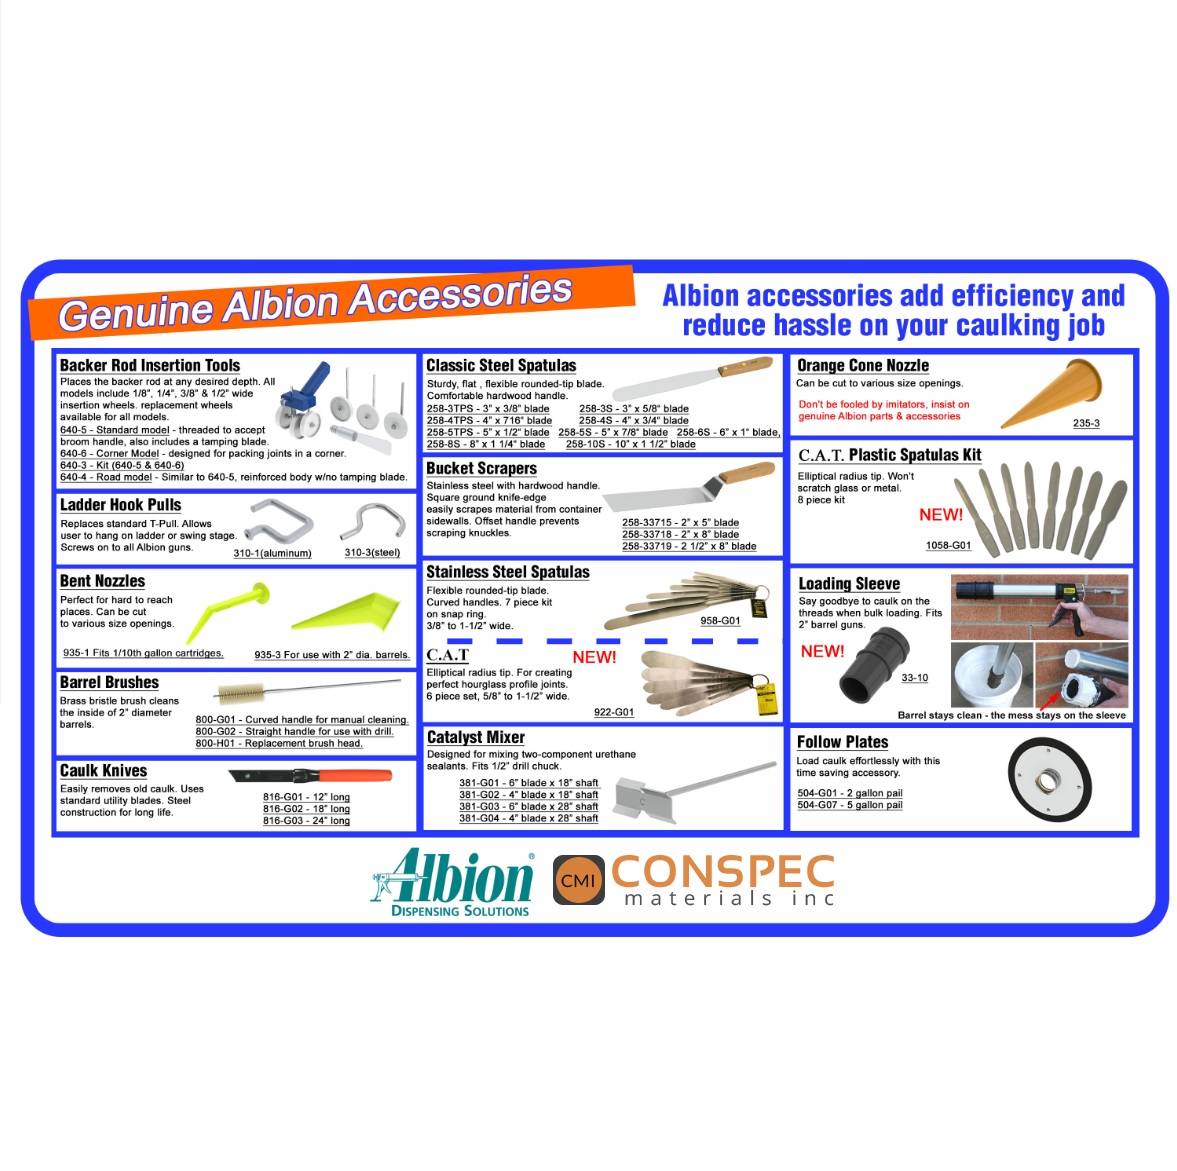 Genuine Albion Accessories
Albion accessories add efficiency and
reduce hassle on your caulking job
Backer Rod Insertion Tools
Places the backer rod at any desired depth. All
models include 1/8", 1/4", 3/8" & 1/2" wide
insertion wheels. replacement wheels
available for all models.
640-5 - Standard model - threaded to accept
broom handle, also includes a tamping blade.
640-6 - Corner Model - designed for packing joints in a corner.
640-3 - Kit (640-5 & 640-6)
640-4 - Road model - Similar to 640-5, reinforced body w/no tamping blade.
Ladder Hook Pulls
Replaces standard T-Pull. Allows
user to hang on ladder or swing stage.
Screws on to all Albion guns.
310-1(aluminum)
310-3(steel)
Bent Nozzles
Perfect for hard to reach
places. Can be cut
to various size openings.
935-1 Fits 1/10th gallon cartridges.
935-3 For use with 2" dia. barrels.
Barrel Brushes
Brass bristle brush cleans
the inside of 2" diameter
barrels.
800-G01 - Curved handle for manual cleaning.
800-G02 - Straight handle for use with drill.
800-H01 - Replacement brush head.
Caulk Knives
Easily removes old caulk. Uses
standard utility blades. Steel
construction for long life.
816-G01 - 12" long
816-G02 - 18" long
816-G03 - 24" long
Classic Steel Spatulas
Sturdy, flat , flexible rounded-tip blade.
Comfortable hardwood handle.
258-3TPS - 3" x 3/8" blade 258-3S - 3" x 5/8" blade
258-4TPS - 4" x 7/16" blade 258-4S - 4" x 3/4" blade
258-5TPS - 5" x 1/2" blade 258-5S - 5" x 7/8" blade 258-6S - 6" x 1" blade,
258-8S - 8" x 1 1/4" blade 258-10S - 10" x 1 1/2" blade
Bucket Scrapers
Stainless steel with hardwood handle.
Square ground knife-edge
easily scrapes material from container
sidewalls. Offset handle prevents
scraping knuckles.
258-33715 - 2" x 5" blade
258-33718 - 2" x 8" blade
258-33719 - 2 1/2" x 8" blade
Stainless Steel Spatulas
Flexible rounded-tip blade.
Curved handles. 7 piece kit
on snap ring.
3/8" to 1-1/2" wide.
958-G01
C.A.T
NEW!
Elliptical radius tip. For creating
perfect hourglass profile joints.
6 piece set, 5/8" to 1-1/2" wide.
922-G01
Catalyst Mixer
Designed for mixing two-component urethane
sealants. Fits 1/2" drill chuck.
381-G01 - 6" blade x 18" shaft
381-G02 - 4" blade x 18" shaft
381-G03 - 6" blade x 28" shaft
381-G04 - 4" blade x 28" shaft
Orange Cone Nozzle
Can be cut to various size openings.
Don't be fooled by imitators, insist on
genuine Albion parts & accessories
235-3
C.A.T. Plastic Spatulas Kit
Elliptical radius tip. Won't
scratch glass or metal.
8 piece kit
NEW!
1058-G01
Loading Sleeve
Say goodbye to caulk on the
threads when bulk loading. Fits
2" barrel guns.
NEW!
33-10
Barrel stays clean - the mess stays on the sleeve
Follow Plates
Load caulk effortlessly with this
time saving accessory.
504-G01 - 2 gallon pail
504-G07 - 5 gallon pail
Albion®
DISPENSING SOLUTIONS
CMI
CONSPEC
materials inc